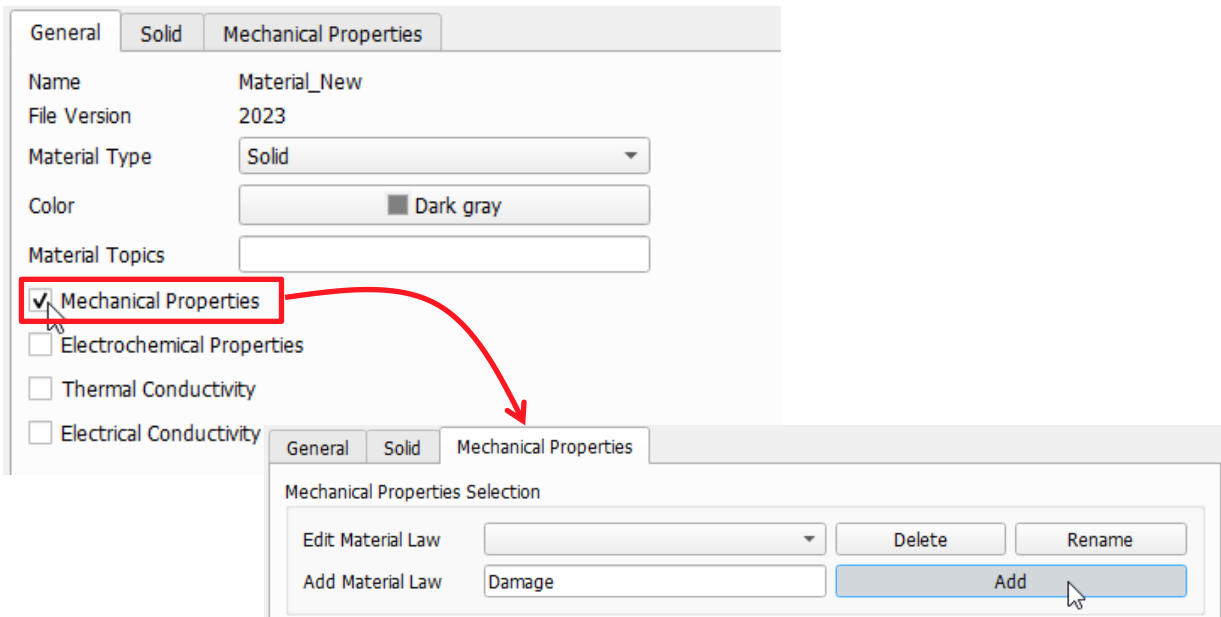 General Solid Mechanical Properties
Name Material_New
File Version 2023
Material Type Solid
Color Dark gray
Material Topics
Mechanical Properties
Electrochemical Properties
Thermal Conductivity
Electrical Conductivity
General Solid Mechanical Properties
Mechanical Properties Selection
Edit Material Law Delete Rename
Add Material Law Damage Add